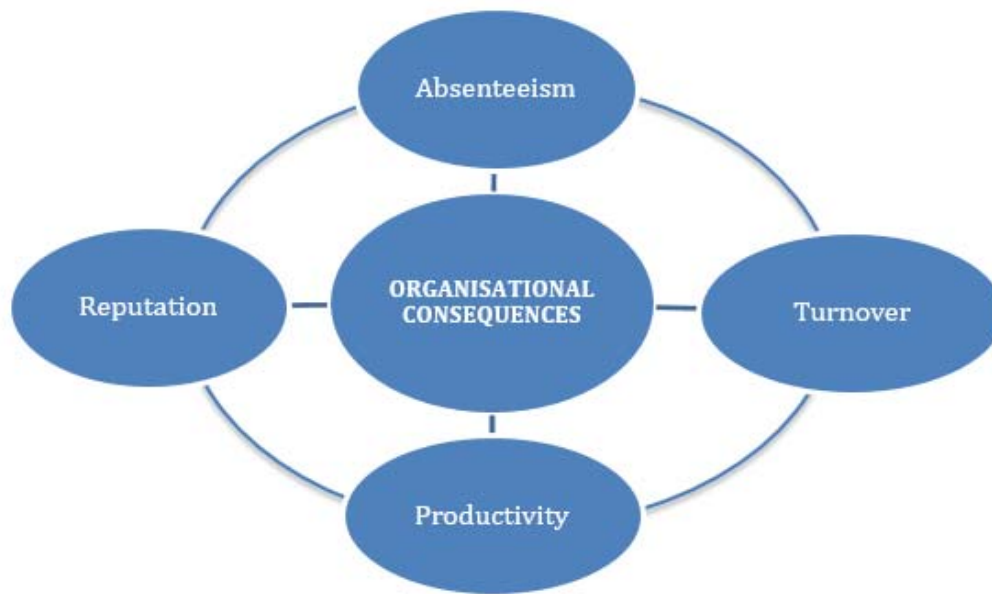 Absenteeism
Reputation
ORGANISATIONAL
CONSEQUENCES
Turnover
Productivity